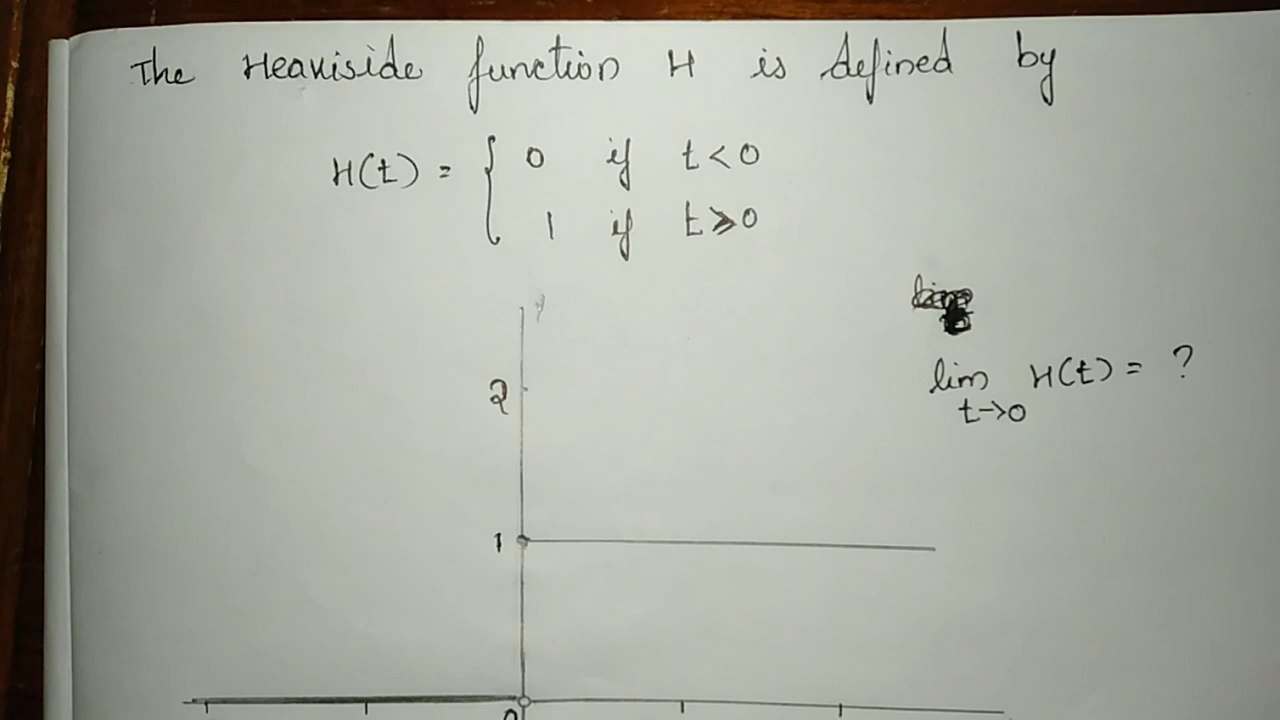 The Heaviside function H is defined by
H(t) = { 0 if t < 0
1 if t ≥ 0
y
lim H(t) = ?
t→0
2
1
0